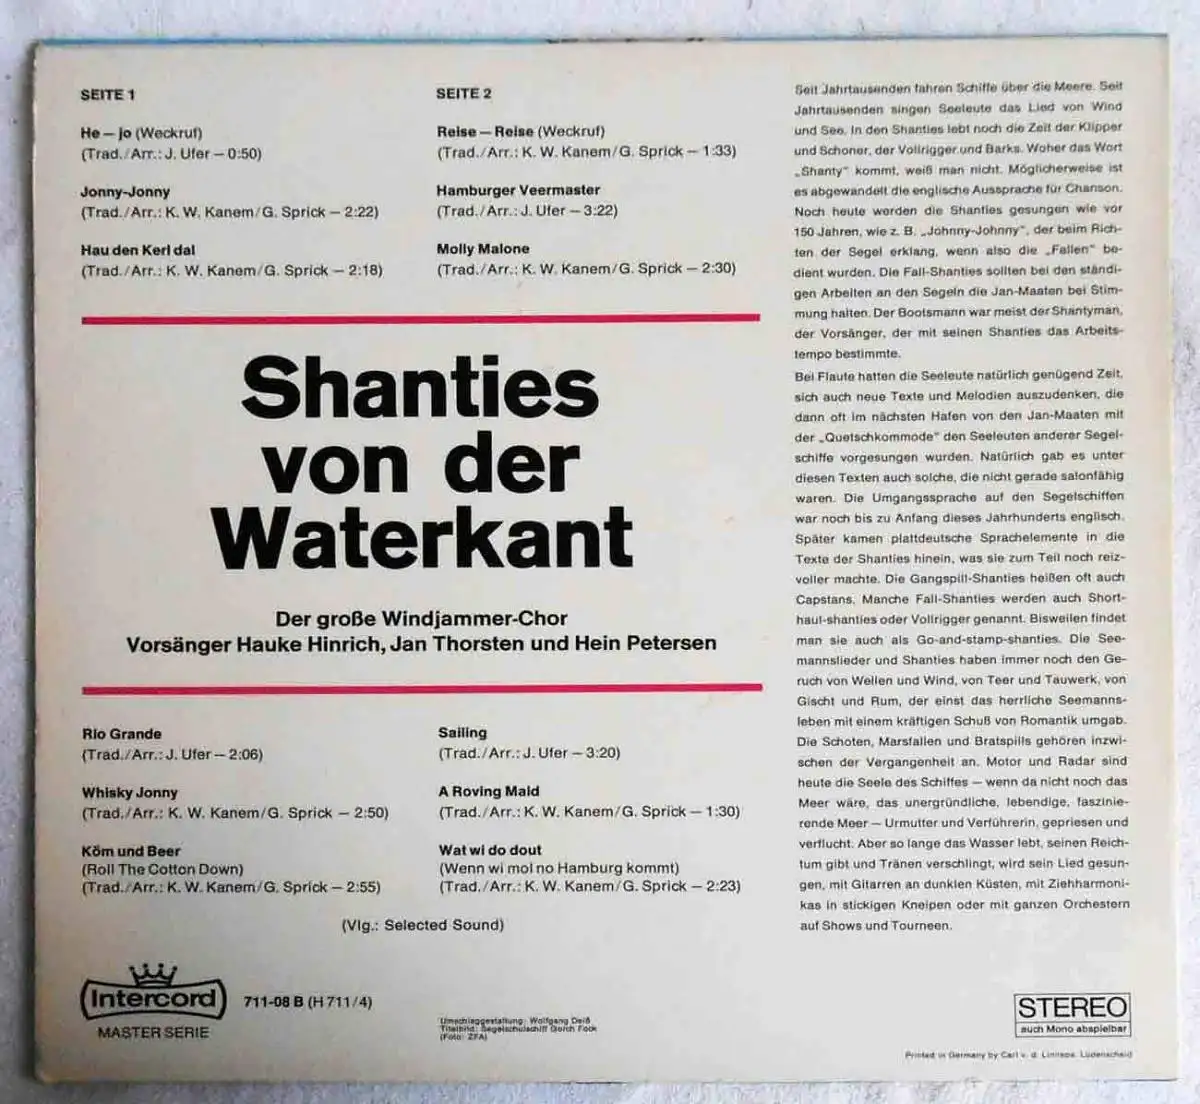 SEITE 1
He – jo (Weckruf)
(Trad./Arr.: J. Ufer – 0:50)
Jonny-Jonny
(Trad./Arr.: K. W. Kanem/G. Sprick – 2:22)
Hau den Kerl dal
(Trad./Arr.: K. W. Kanem/G. Sprick – 2:18)
SEITE 2
Reise – Reise (Weckruf)
(Trad./Arr.: K. W. Kanem/G. Sprick – 1:33)
Hamburger Veermaster
(Trad./Arr.: J. Ufer – 3:22)
Molly Malone
(Trad./Arr.: K. W. Kanem/G. Sprick – 2:30)
Shanties
von der
Waterkant
Der große Windjammer-Chor
Vorsänger Hauke Hinrich, Jan Thorsten und Hein Petersen
Rio Grande
(Trad./Arr.: J. Ufer – 2:06)
Whisky Jonny
(Trad./Arr.: K. W. Kanem/G. Sprick – 2:50)
Köm und Beer
(Roll The Cotton Down)
(Trad./Arr.: K. W. Kanem/G. Sprick – 2:55)
Sailing
(Trad./Arr.: J. Ufer – 3:20)
A Roving Maid
(Trad./Arr.: K. W. Kanem/G. Sprick – 1:30)
Wat wi do dout
(Wenn wi mol no Hamburg kommt)
(Trad./Arr.: K. W. Kanem/G. Sprick – 2:23)
(Vlg.: Selected Sound)
Seit Jahrtausenden fahren Schiffe über die Meere. Seit
Jahrtausenden singen Seeleute das Lied von Wind
und See. In den Shanties lebt noch die Zeit der Klipper
und Schoner, der Vollrigger und Barks. Woher das Wort
„Shanty“ kommt, weiß man nicht. Möglicherweise ist
es abgewandelt die englische Aussprache für Chanson.
Noch heute werden die Shanties gesungen wie vor
150 Jahren, wie z. B. „Johnny-Johnny“, der beim Rich-
ten der Segel erklang, wenn also die „Fallen“ be-
dient wurden. Die Fall-Shanties sollten bei den ständi-
gen Arbeiten an den Segeln die Jan-Maaten bei Stim-
mung halten. Der Bootsmann war meist der Shantyman,
der Vorsänger, der mit seinen Shanties das Arbeits-
tempo bestimmte.
Bei Flaute hatten die Seeleute natürlich genügend Zeit,
sich auch neue Texte und Melodien auszudenken, die
dann oft im nächsten Hafen von den Jan-Maaten mit
der „Quetschkommode“ den Seeleuten anderer Segel-
schiffe vorgesungen wurden. Natürlich gab es unter
diesen Texten auch solche, die nicht gerade salonfähig
waren. Die Umgangssprache auf den Segelschiffen
war noch bis zu Anfang dieses Jahrhunderts englisch.
Später kamen plattdeutsche Sprachelemente in die
Texte der Shanties hinein, was sie zum Teil noch reiz-
voller machte. Die Gangspill-Shanties heißen oft auch
Capstans. Manche Fall-Shanties werden auch Short-
haul-shanties oder Vollrigger genannt. Bisweilen findet
man sie auch als Go-and-stamp-shanties. Die See-
mannslieder und Shanties haben immer noch den Ge-
ruch von Wellen und Wind, von Teer und Tauwerk, von
Gischt und Rum, der einst das herrliche Seemanns-
leben mit einem kräftigen Schuß von Romantik umgab.
Die Schoten, Marsfallen und Bratspills gehören inzwi-
schen der Vergangenheit an. Motor und Radar sind
heute die Seele des Schiffes – wenn da nicht noch das
Meer wäre, das unergründliche, lebendige, faszinie-
rende Meer – Urmutter und Verführerin, gepriesen und
verflucht. Aber so lange das Wasser lebt, seinen Reich-
tum gibt und Tränen verschlingt, wird sein Lied gesun-
gen, mit Gitarren an dunklen Küsten, mit Ziehharmoni-
kas in stickigen Kneipen oder mit ganzen Orchestern
auf Shows und Tourneen.
Intercord
MASTER SERIE
711-08 B (H 711/4)
Umschlaggestaltung: Wolfgang Deiß
Titelbild: Segelschulschiff Gorch Fock
(Foto: ZFA)
STEREO
auch Mono abspielbar
Printed in Germany by Carl v. d. Linnepe, Lüdenscheid